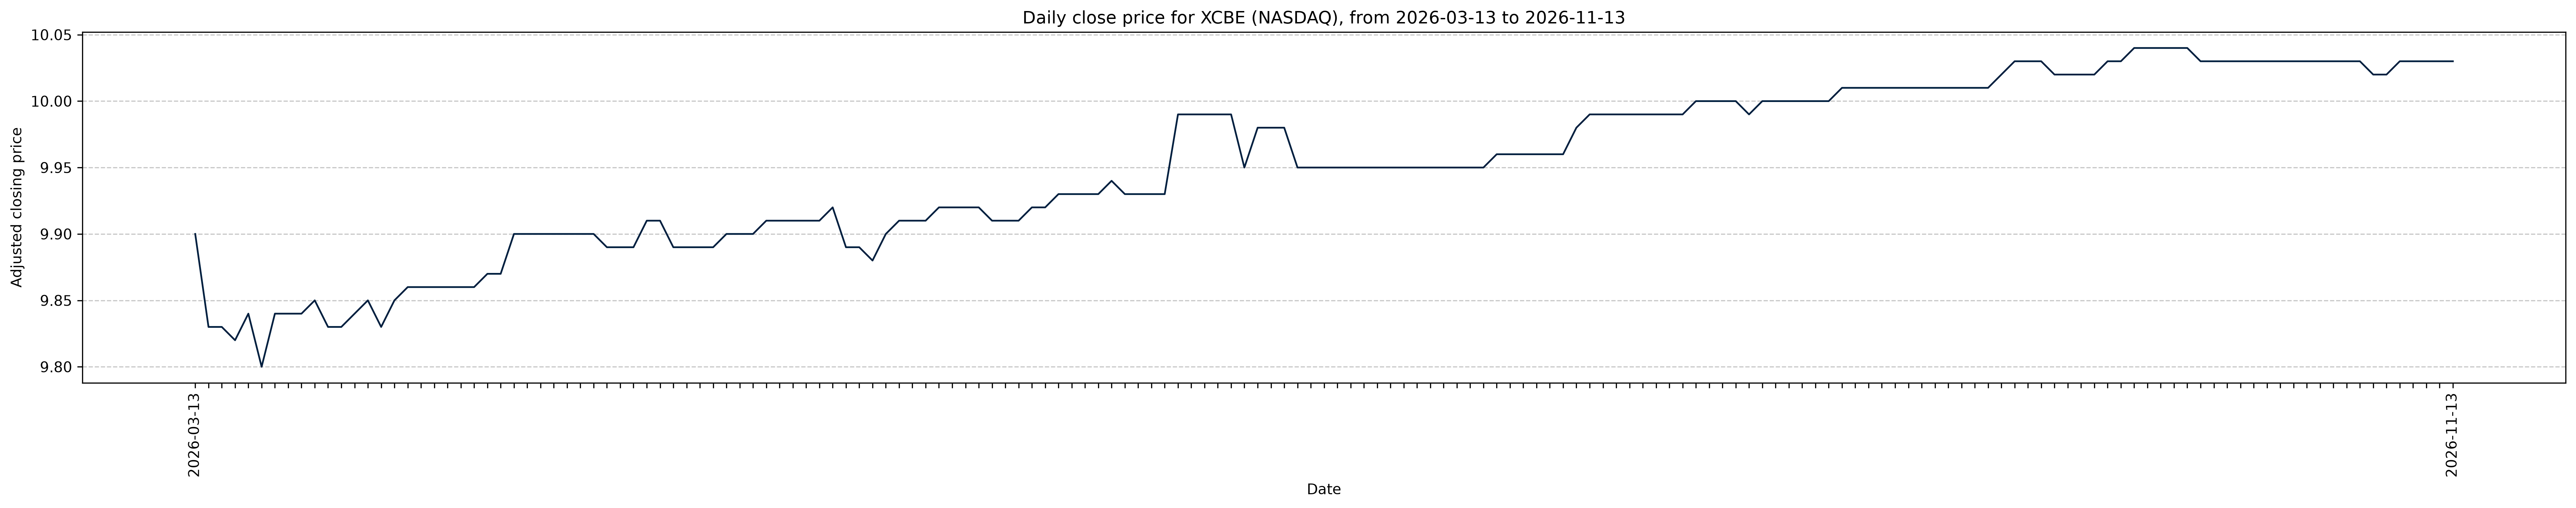 Daily close price for XCBE (NASDAQ), from 2026-03-13 to 2026-11-13
Adjusted closing price
10.05
10.00
9.95
9.90
9.85
9.80
2026-03-13
2026-11-13
Date